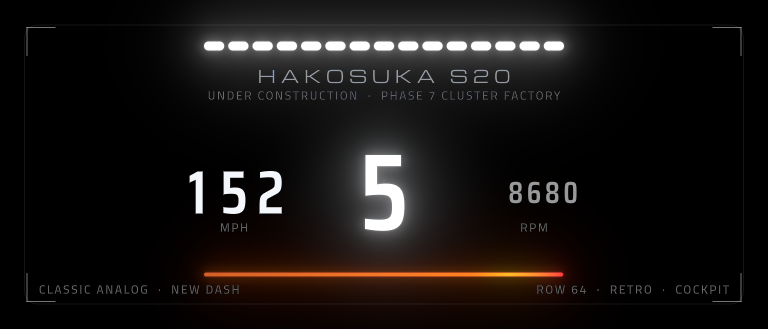 HAKOSUKA S20
UNDER CONSTRUCTION · PHASE 7 CLUSTER FACTORY
152
MPH
5
8680
RPM
CLASSIC ANALOG · NEW DASH
ROW 64 · RETRO · COCKPIT